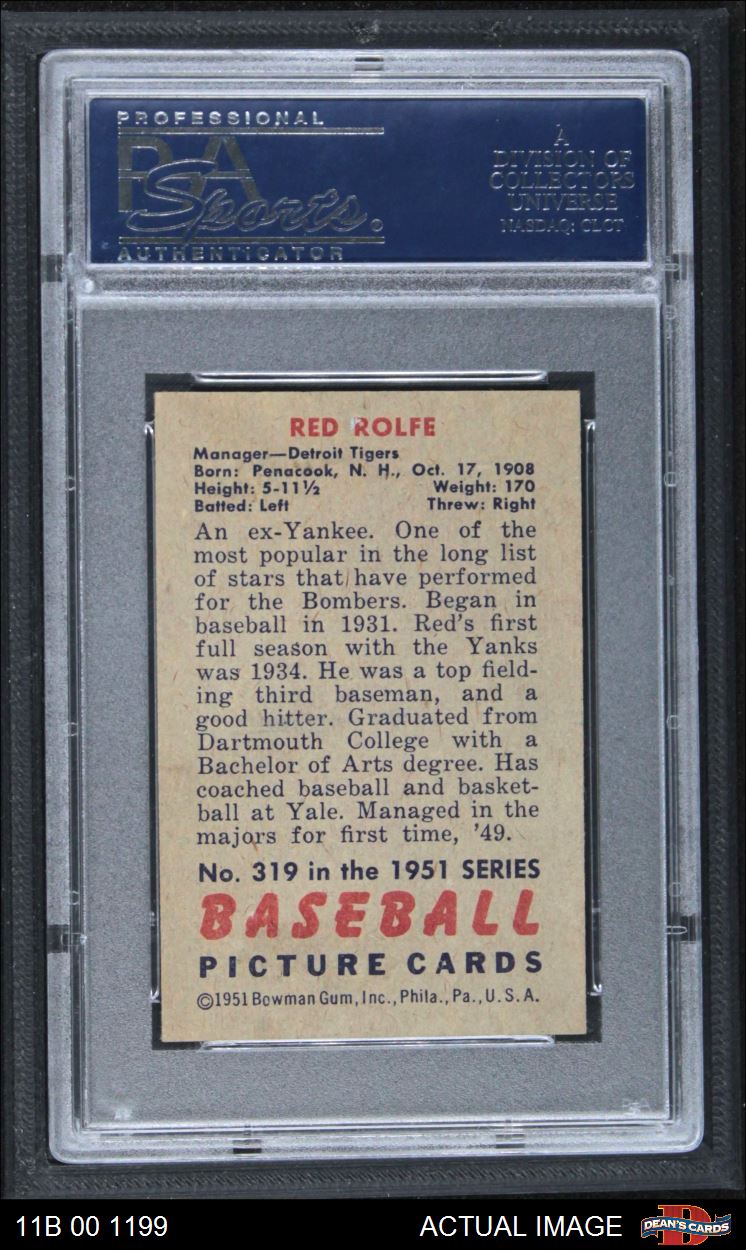 PROFESSIONAL
PSA
Sports
AUTHENTICATOR
A
DIVISION OF
COLLECTORS
UNIVERSE
NASDAQ: CLCT
RED ROLFE
Manager—Detroit Tigers
Born: Penacook, N. H., Oct. 17, 1908
Height: 5-11½ Weight: 170
Batted: Left Threw: Right
An ex-Yankee. One of the
most popular in the long list
of stars that have performed
for the Bombers. Began in
baseball in 1931. Red's first
full season with the Yanks
was 1934. He was a top field-
ing third baseman, and a
good hitter. Graduated from
Dartmouth College with a
Bachelor of Arts degree. Has
coached baseball and basket-
ball at Yale. Managed in the
majors for first time, '49.
No. 319 in the 1951 SERIES
BASEBALL
PICTURE CARDS
©1951 Bowman Gum, Inc., Phila., Pa., U.S.A.
11B 00 1199
ACTUAL IMAGE
DEAN'S CARDS